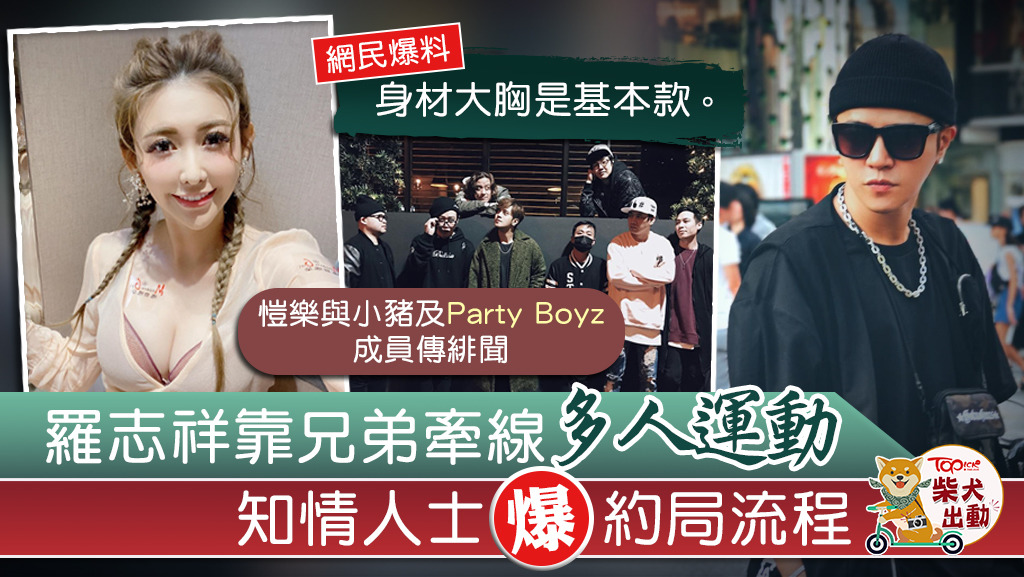 網民爆料
身材大胸是基本款。
愷樂與小豬及Party Boyz
成員傳緋聞
羅志祥靠兄弟牽線多人運動
知情人士爆約局流程
TOPick
柴犬
出動